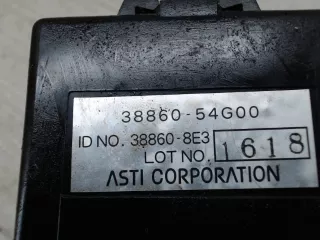 38860-54G00
ID NO. 38860-8E3
LOT NO. 1618
ASTI CORPORATION